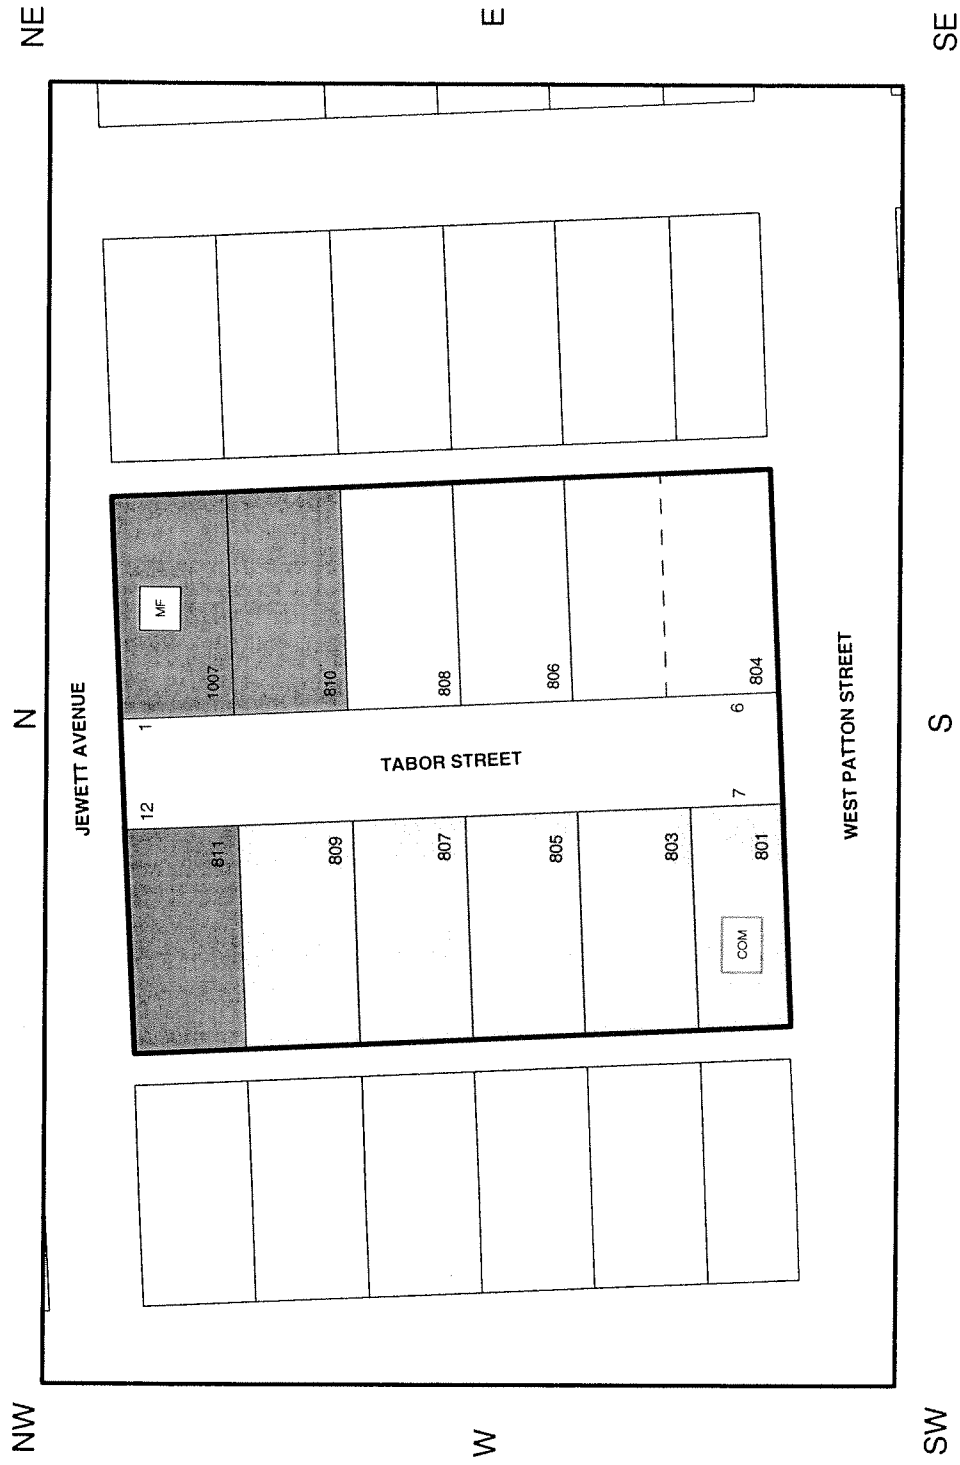 NW N NE
JEWETT AVENUE
12 1
MF
811 1007
809 810
807 808
TABOR STREET
W E
805 806
803
7 6
COM
801 804
WEST PATTON STREET
SW S SE